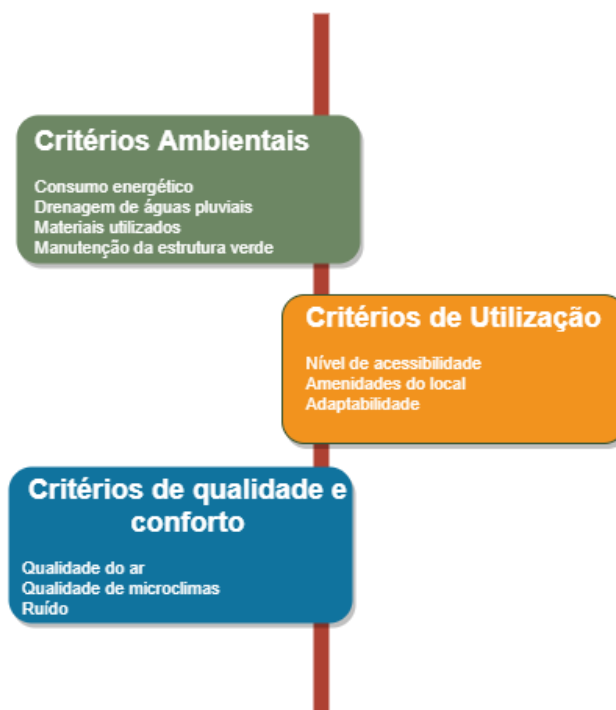 Critérios Ambientais
Consumo energético
Drenagem de águas pluviais
Materiais utilizados
Manutenção da estrutura verde
Critérios de Utilização
Nível de acessibilidade
Amenidades do local
Adaptabilidade
Critérios de qualidade e
conforto
Qualidade do ar
Qualidade de microclimas
Ruído